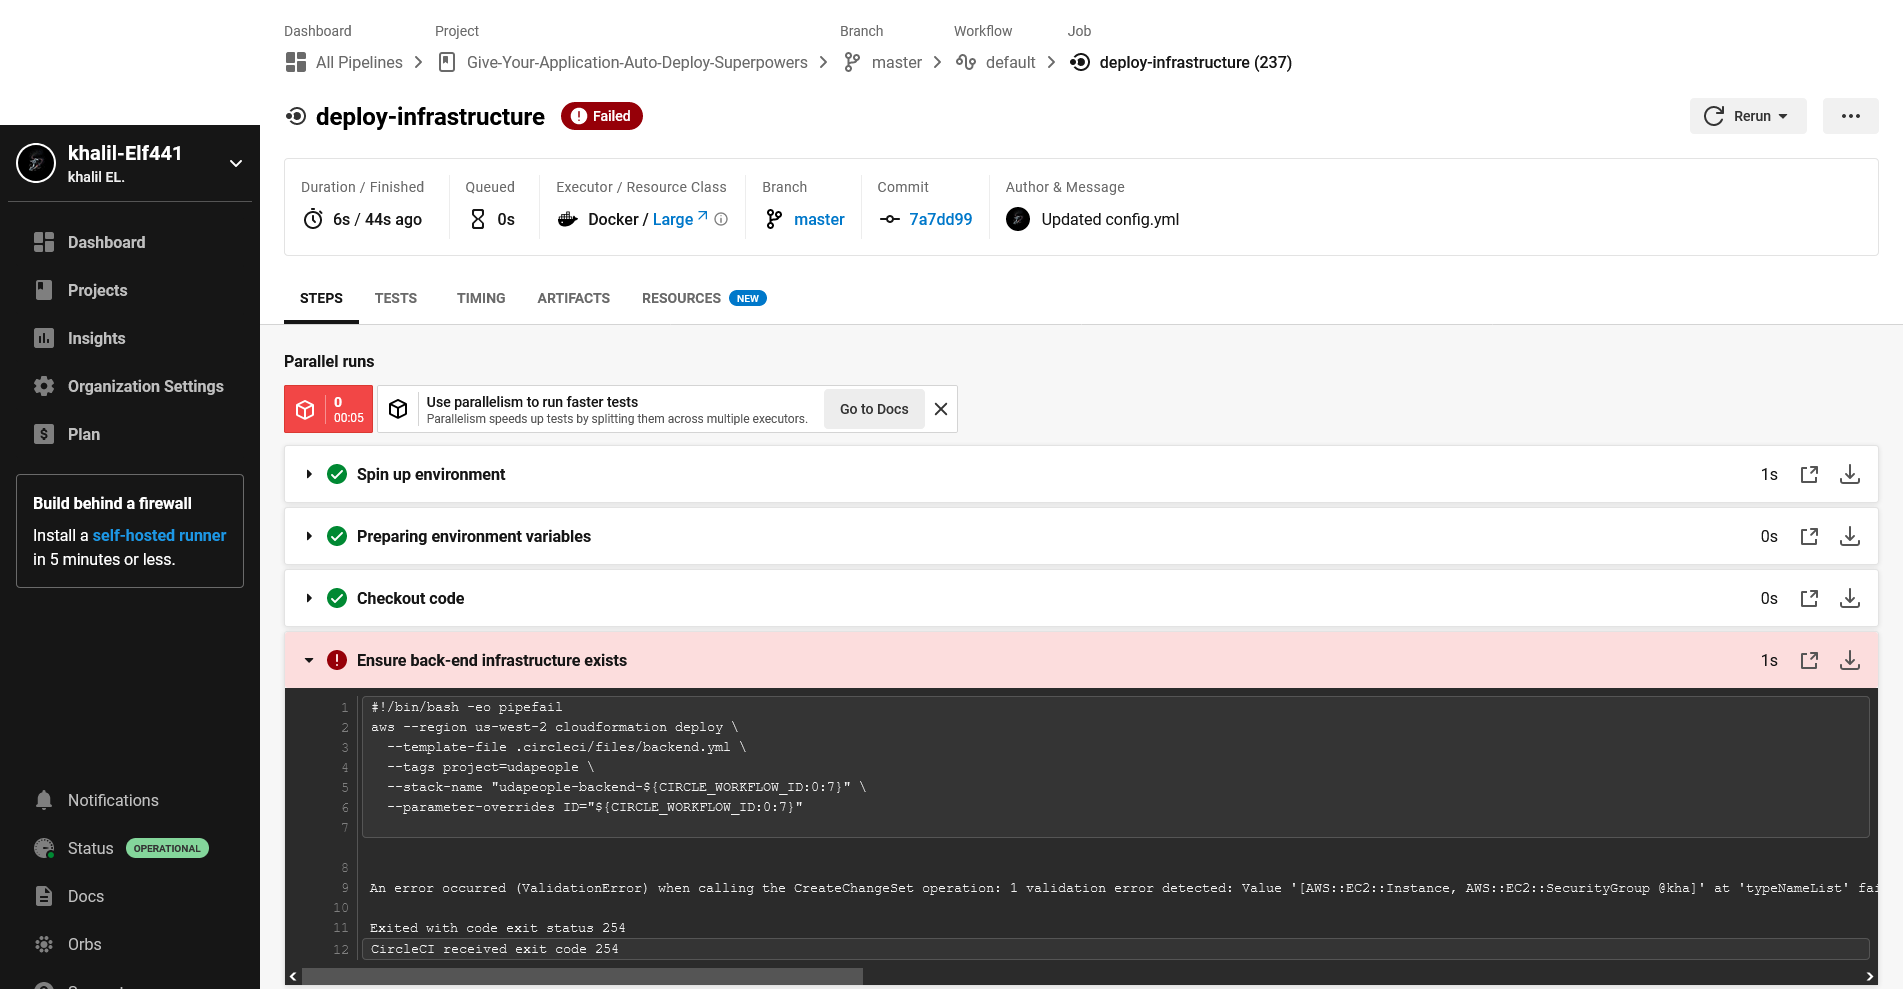 Dashboard Project Branch Workflow Job
All Pipelines Give-Your-Application-Auto-Deploy-Superpowers master default deploy-infrastructure (237)
deploy-infrastructure Failed Rerun
khalil-Elf441
khalil EL.
Dashboard
Projects
Insights
Organization Settings
Plan
Build behind a firewall
Install a self-hosted runner
in 5 minutes or less.
Notifications
Status OPERATIONAL
Docs
Orbs
Duration / Finished Queued Executor / Resource Class Branch Commit Author & Message
6s / 44s ago 0s Docker / Large master 7a7dd99 Updated config.yml
STEPS TESTS TIMING ARTIFACTS RESOURCES NEW
Parallel runs
0
00:05
Use parallelism to run faster tests
Parallelism speeds up tests by splitting them across multiple executors.
Go to Docs
Spin up environment 1s
Preparing environment variables 0s
Checkout code 0s
Ensure back-end infrastructure exists 1s
1 #!/bin/bash -eo pipefail
2 aws --region us-west-2 cloudformation deploy \
3 --template-file .circleci/files/backend.yml \
4 --tags project=udapeople \
5 --stack-name "udapeople-backend-${CIRCLE_WORKFLOW_ID:0:7}" \
6 --parameter-overrides ID="${CIRCLE_WORKFLOW_ID:0:7}"
7
8
9 An error occurred (ValidationError) when calling the CreateChangeSet operation: 1 validation error detected: Value '[AWS::EC2::Instance, AWS::EC2::SecurityGroup @kha]' at 'typeNameList' fai
10
11 Exited with code exit status 254
12 CircleCI received exit code 254